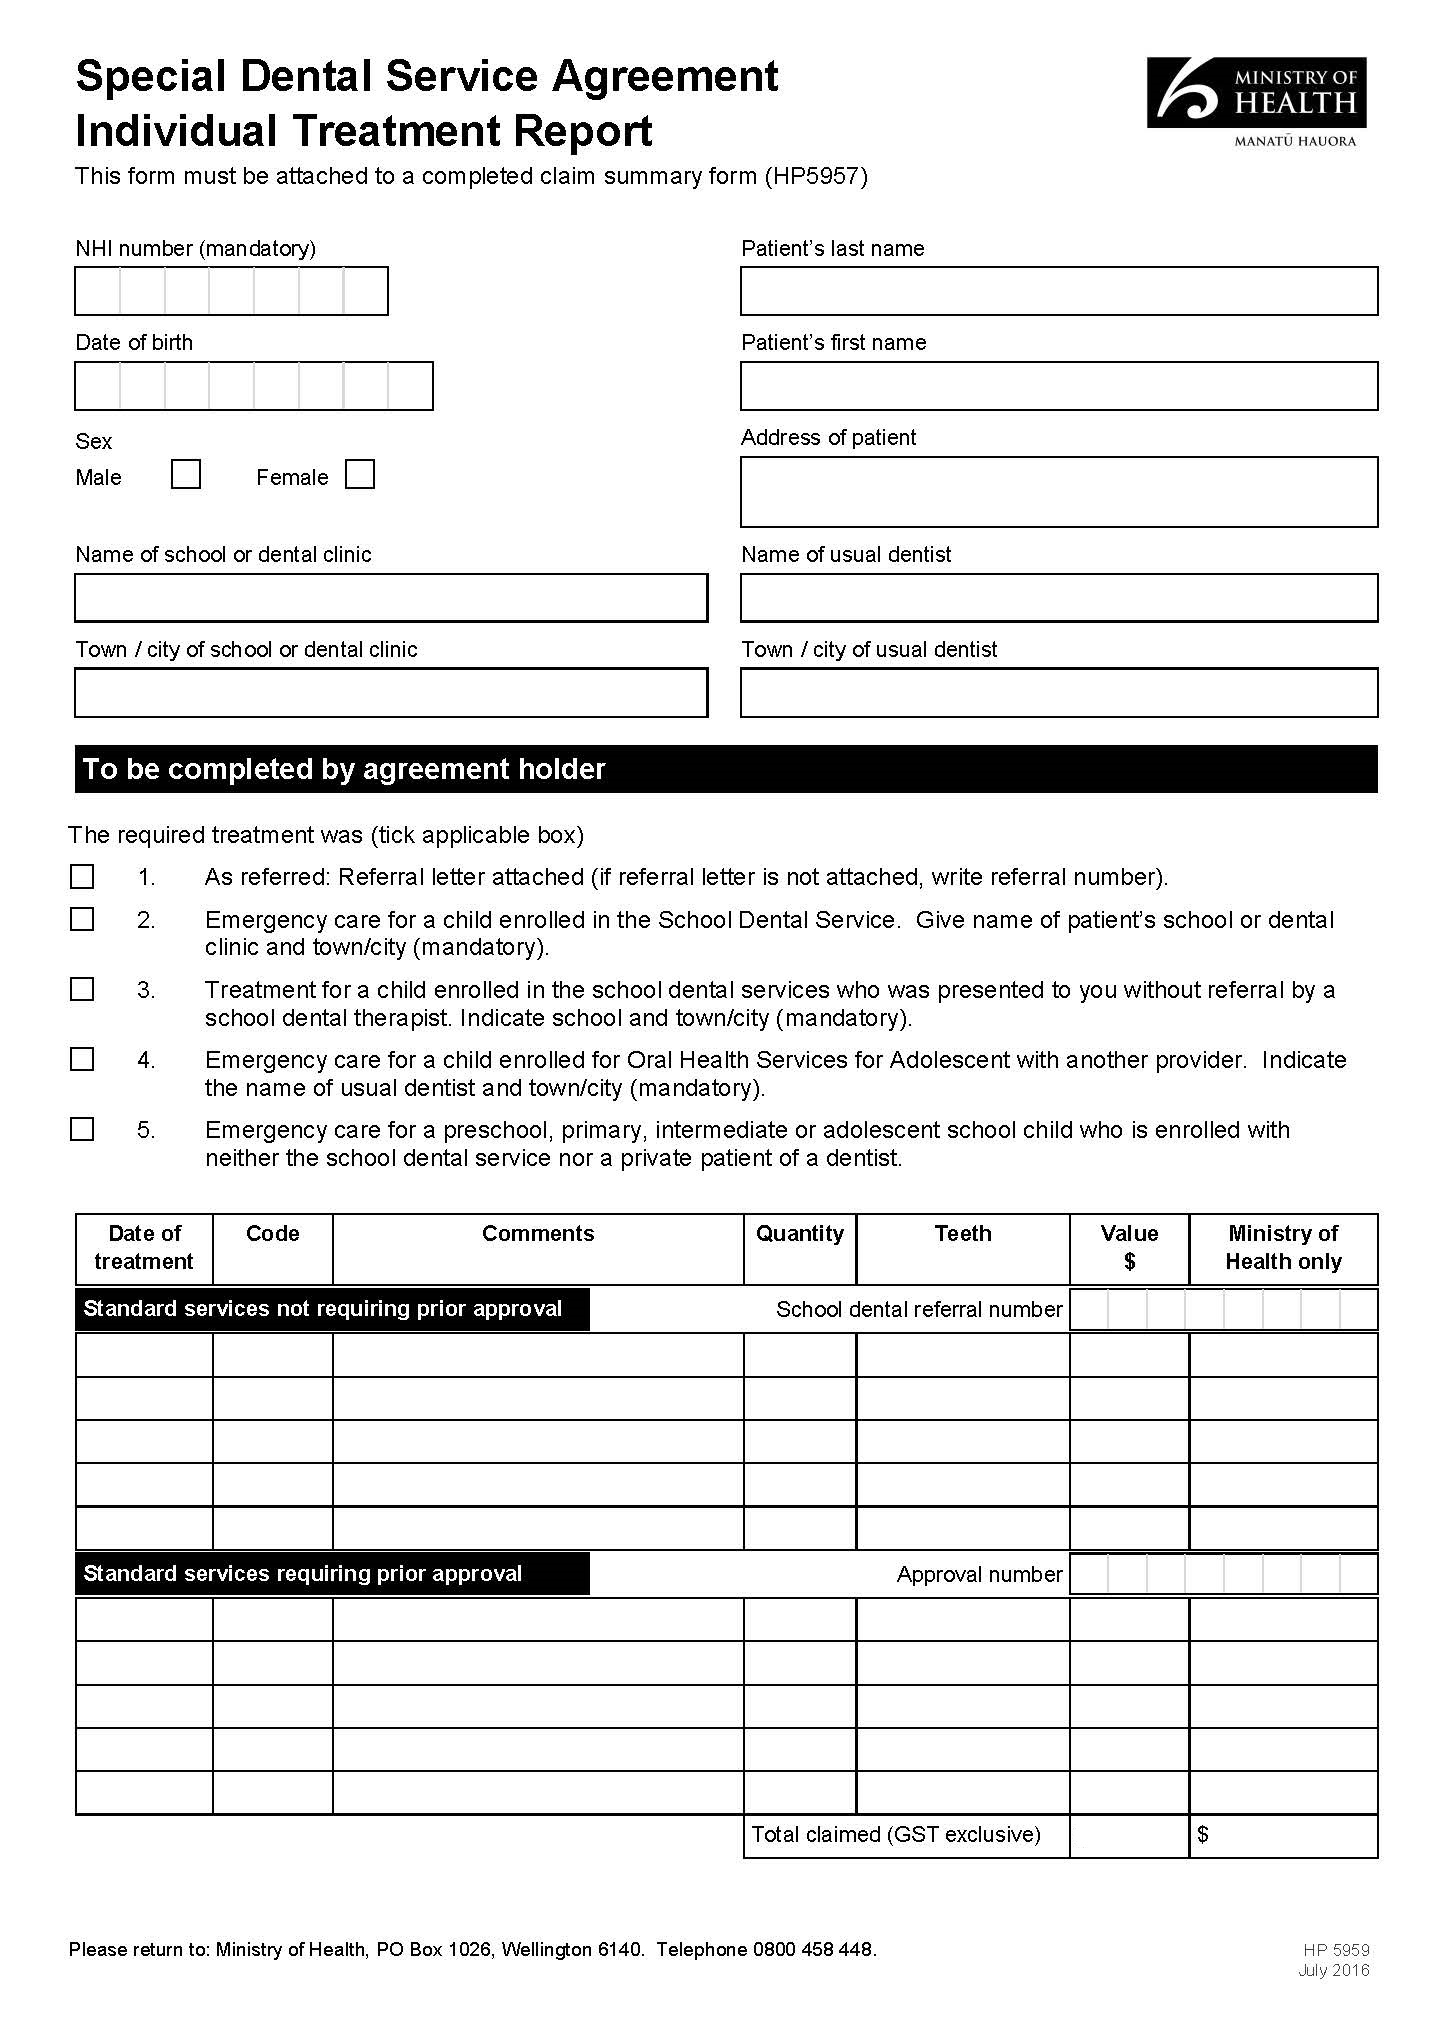 Special Dental Service Agreement
Individual Treatment Report
This form must be attached to a completed claim summary form (HP5957)
MINISTRY OF
HEALTH
MANATŪ HAUORA
NHI number (mandatory)
Patient’s last name
Date of birth
Patient’s first name
Sex
Address of patient
Male
Female
Name of school or dental clinic
Name of usual dentist
Town / city of school or dental clinic
Town / city of usual dentist
To be completed by agreement holder
The required treatment was (tick applicable box)
1. As referred: Referral letter attached (if referral letter is not attached, write referral number).
2. Emergency care for a child enrolled in the School Dental Service.  Give name of patient’s school or dental
clinic and town/city (mandatory).
3. Treatment for a child enrolled in the school dental services who was presented to you without referral by a
school dental therapist. Indicate school and town/city (mandatory).
4. Emergency care for a child enrolled for Oral Health Services for Adolescent with another provider.  Indicate
the name of usual dentist and town/city (mandatory).
5. Emergency care for a preschool, primary, intermediate or adolescent school child who is enrolled with
neither the school dental service nor a private patient of a dentist.
Date of
treatment
Code
Comments
Quantity
Teeth
Value
$
Ministry of
Health only
Standard services not requiring prior approval
School dental referral number
Standard services requiring prior approval
Approval number
Total claimed (GST exclusive)
$
Please return to: Ministry of Health, PO Box 1026, Wellington 6140.  Telephone 0800 458 448.
HP 5959
July 2016